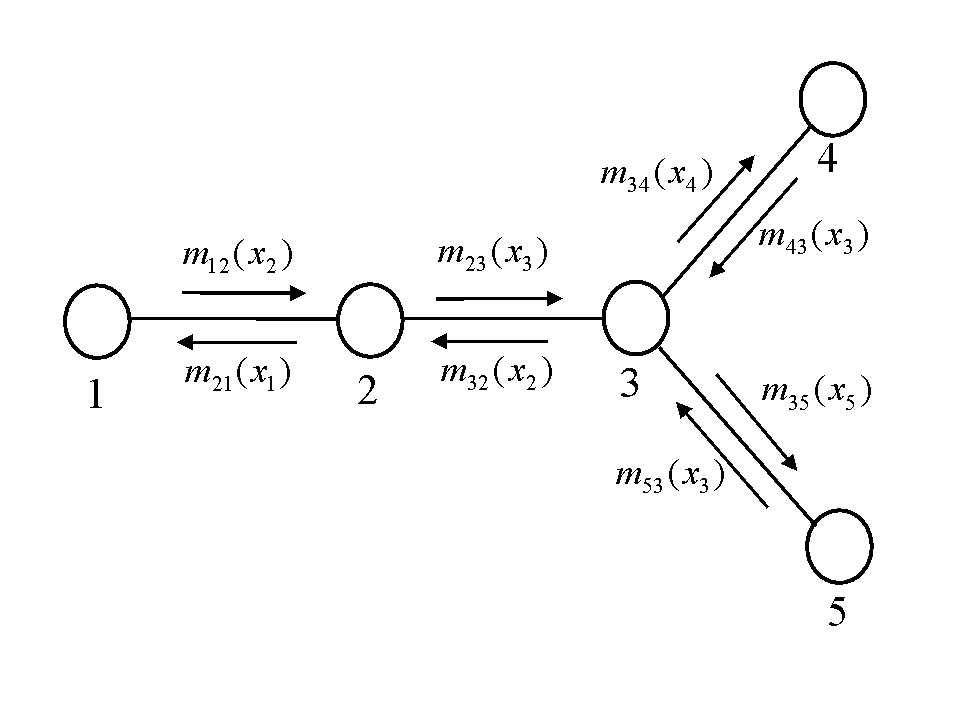 m₃₄(x₄)
4
m₄₃(x₃)
m₁₂(x₂) m₂₃(x₃)
m₂₁(x₁) m₃₂(x₂)
1 2 3
m₃₅(x₅)
m₅₃(x₃)
5